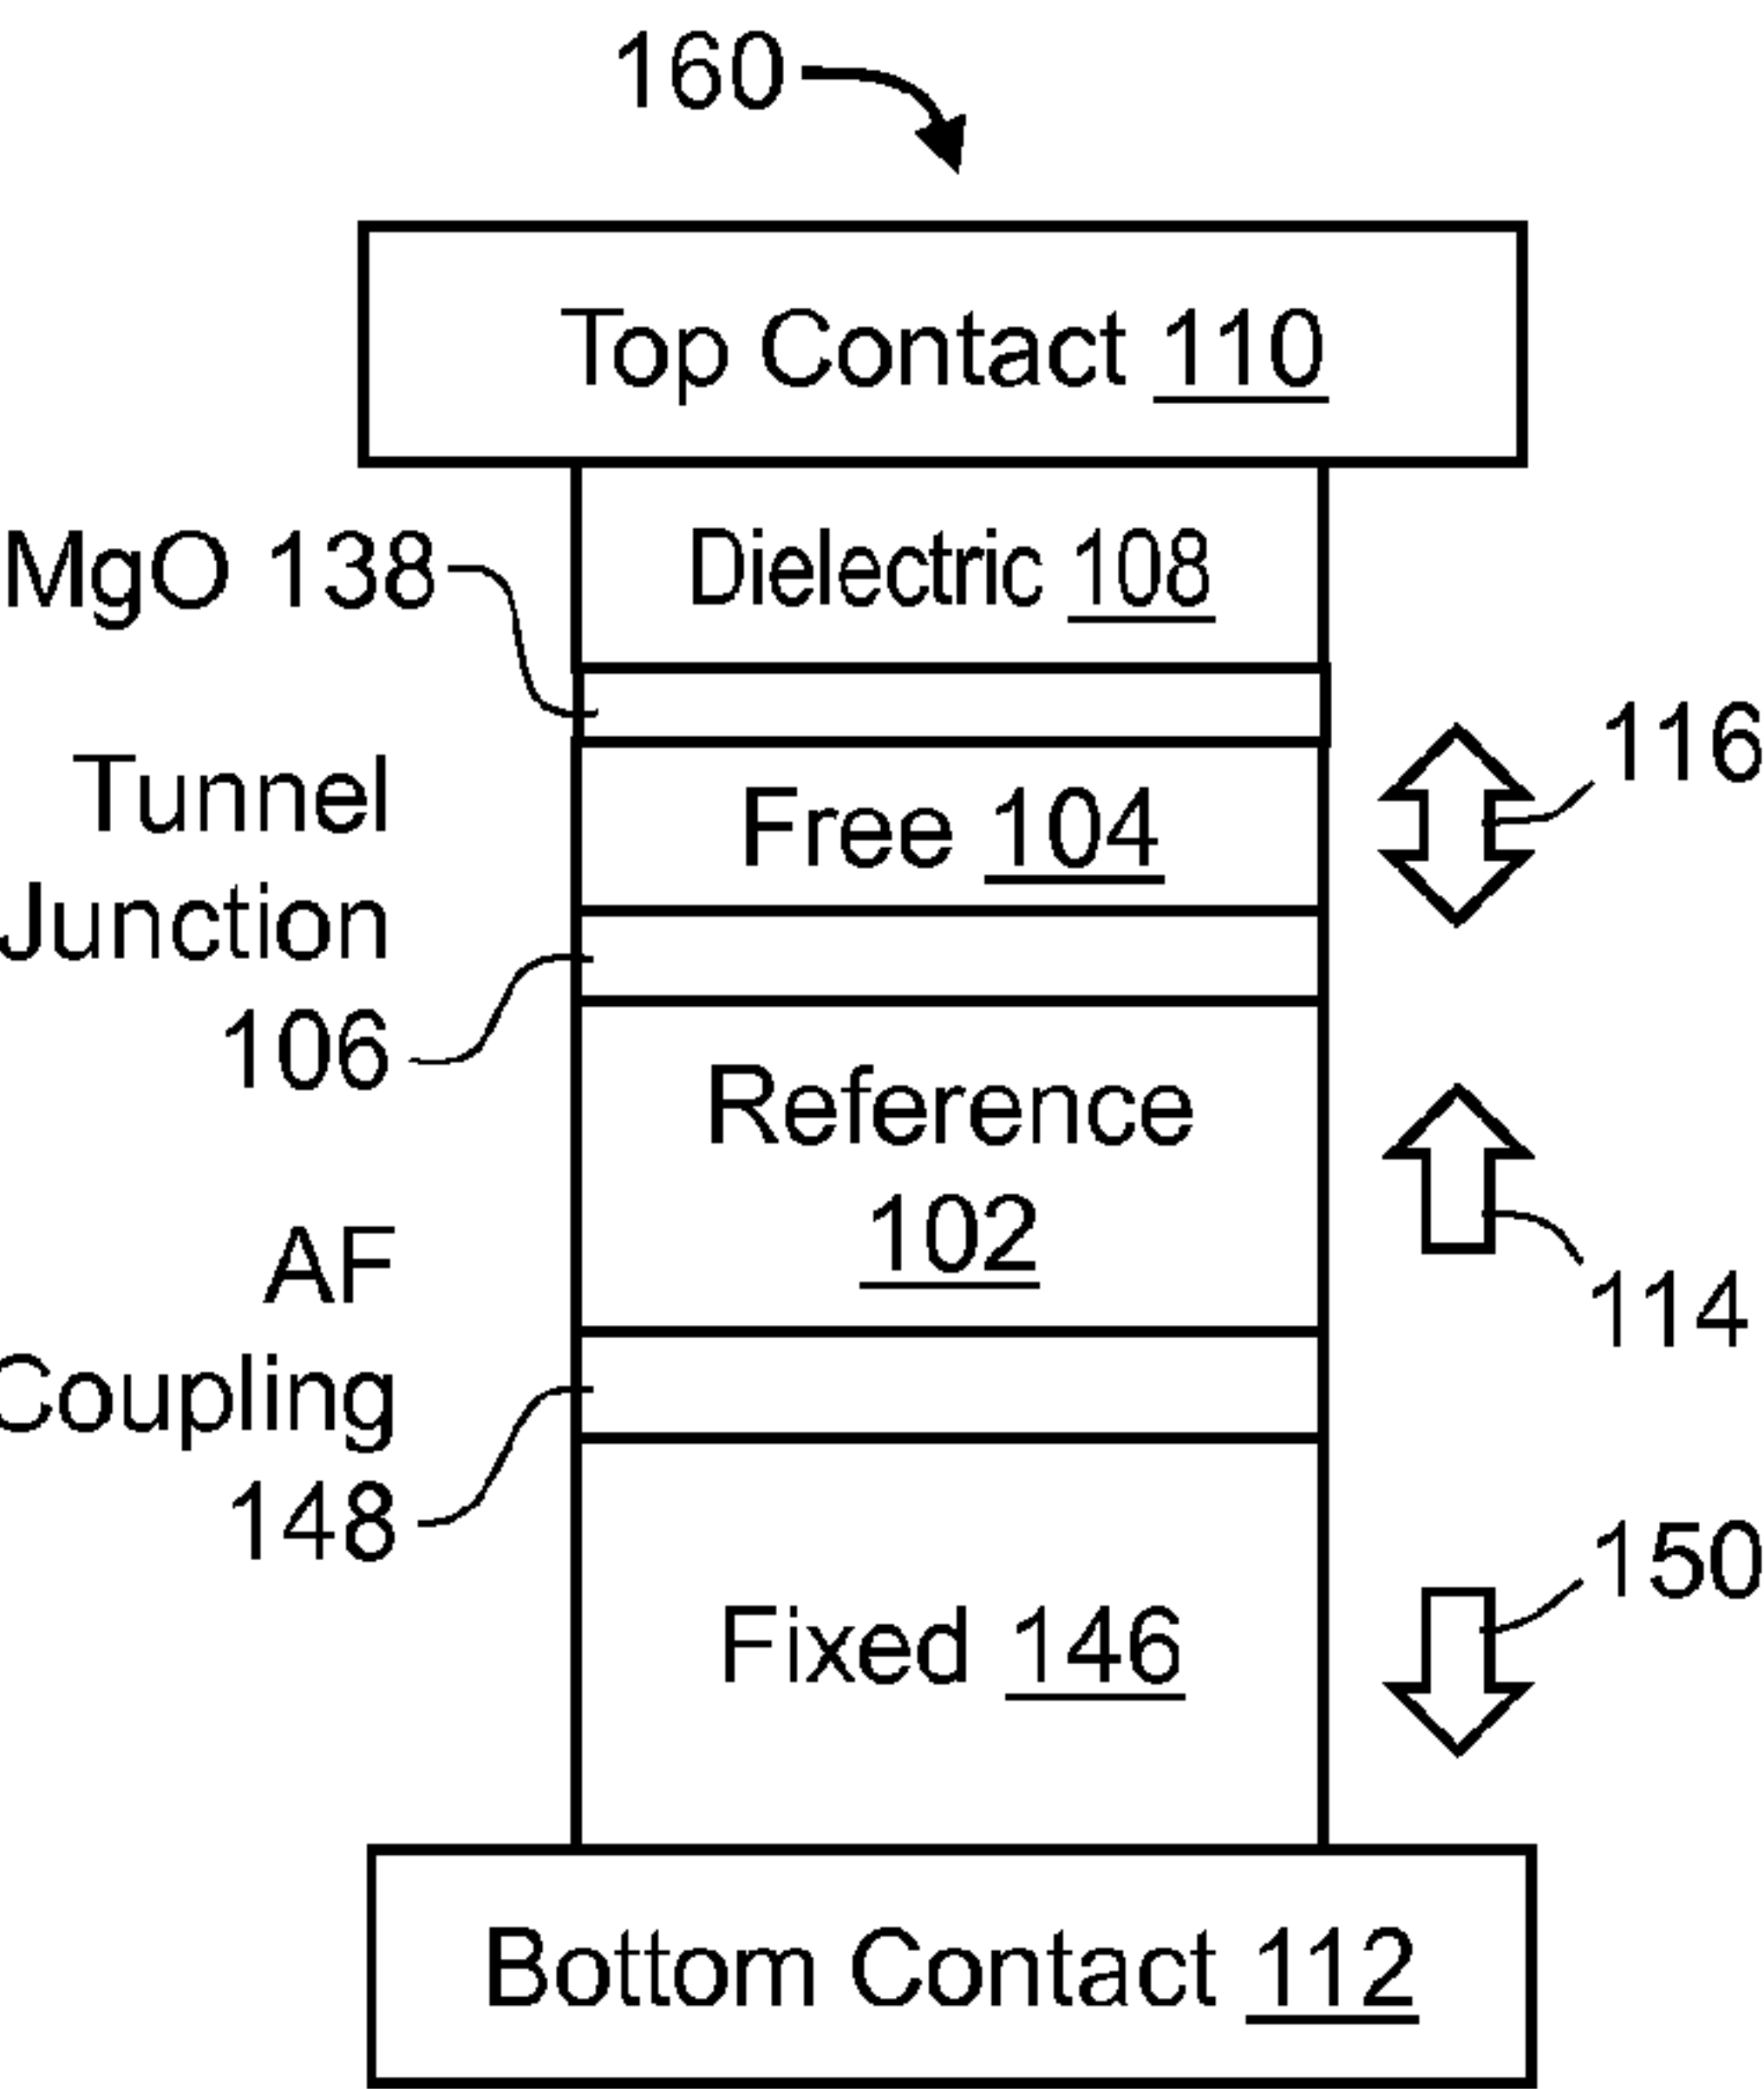 160
Top Contact 110
MgO 138
Dielectric 108
116
Tunnel
Junction
106
Free 104
Reference
102
114
AF
Coupling
148
150
Fixed 146
Bottom Contact 112